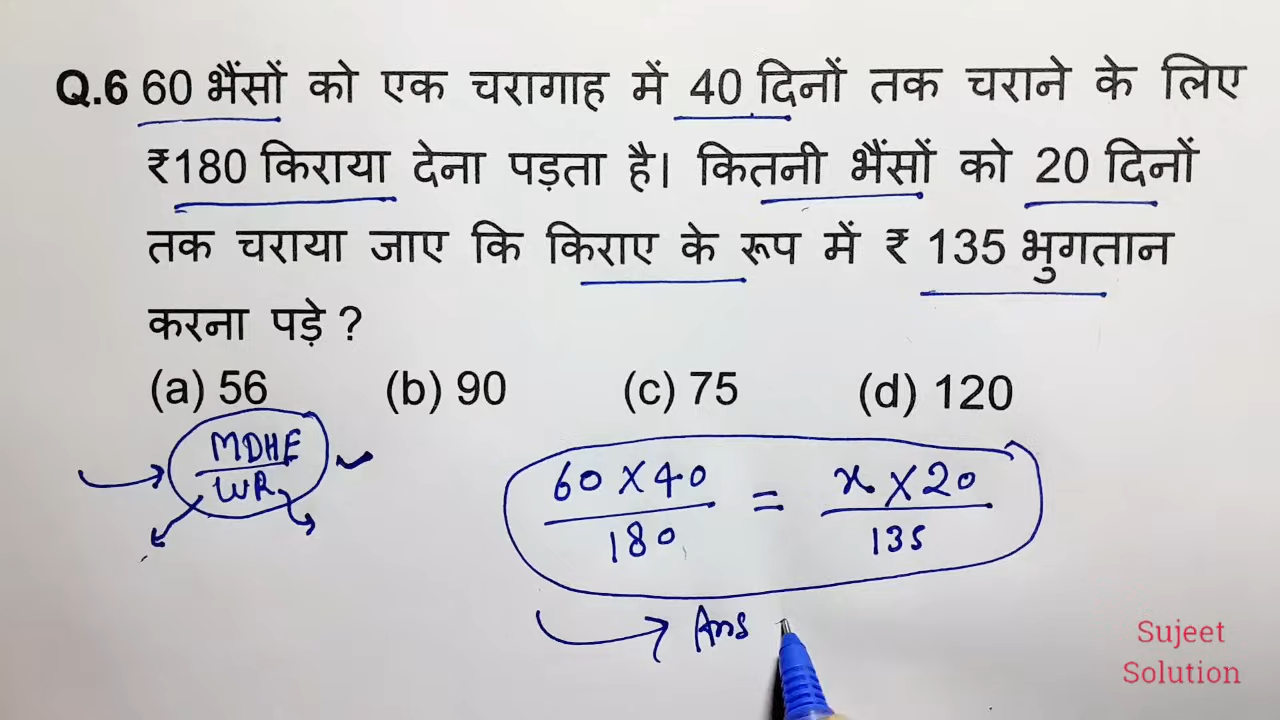 Q.6 60 भैंसों को एक चरागाह में 40 दिनों तक चराने के लिए
₹180 किराया देना पड़ता है। कितनी भैंसों को 20 दिनों
तक चराया जाए कि किराए के रूप में ₹ 135 भुगतान
करना पड़े ?
(a) 56 (b) 90 (c) 75 (d) 120
MDHE
WR
60 X 40 = x X 20
180 135
Ans
Sujeet
Solution